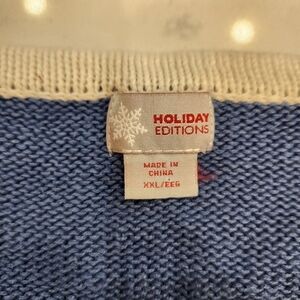 HOLIDAY
EDITIONS
MADE IN
CHINA
XXL/EEG